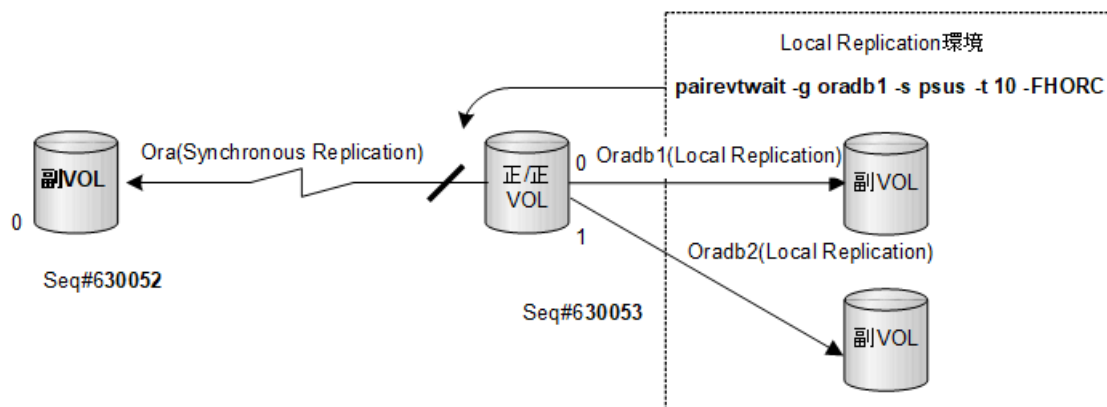 Local Replication環境
pairevtwait -g oradb1 -s psus -t 10 -FHORC
Ora(Synchronous Replication)
副VOL
0
Seq#630052
正/正
VOL
0
1
Seq#630053
Oradb1(Local Replication)
副VOL
Oradb2(Local Replication)
副VOL